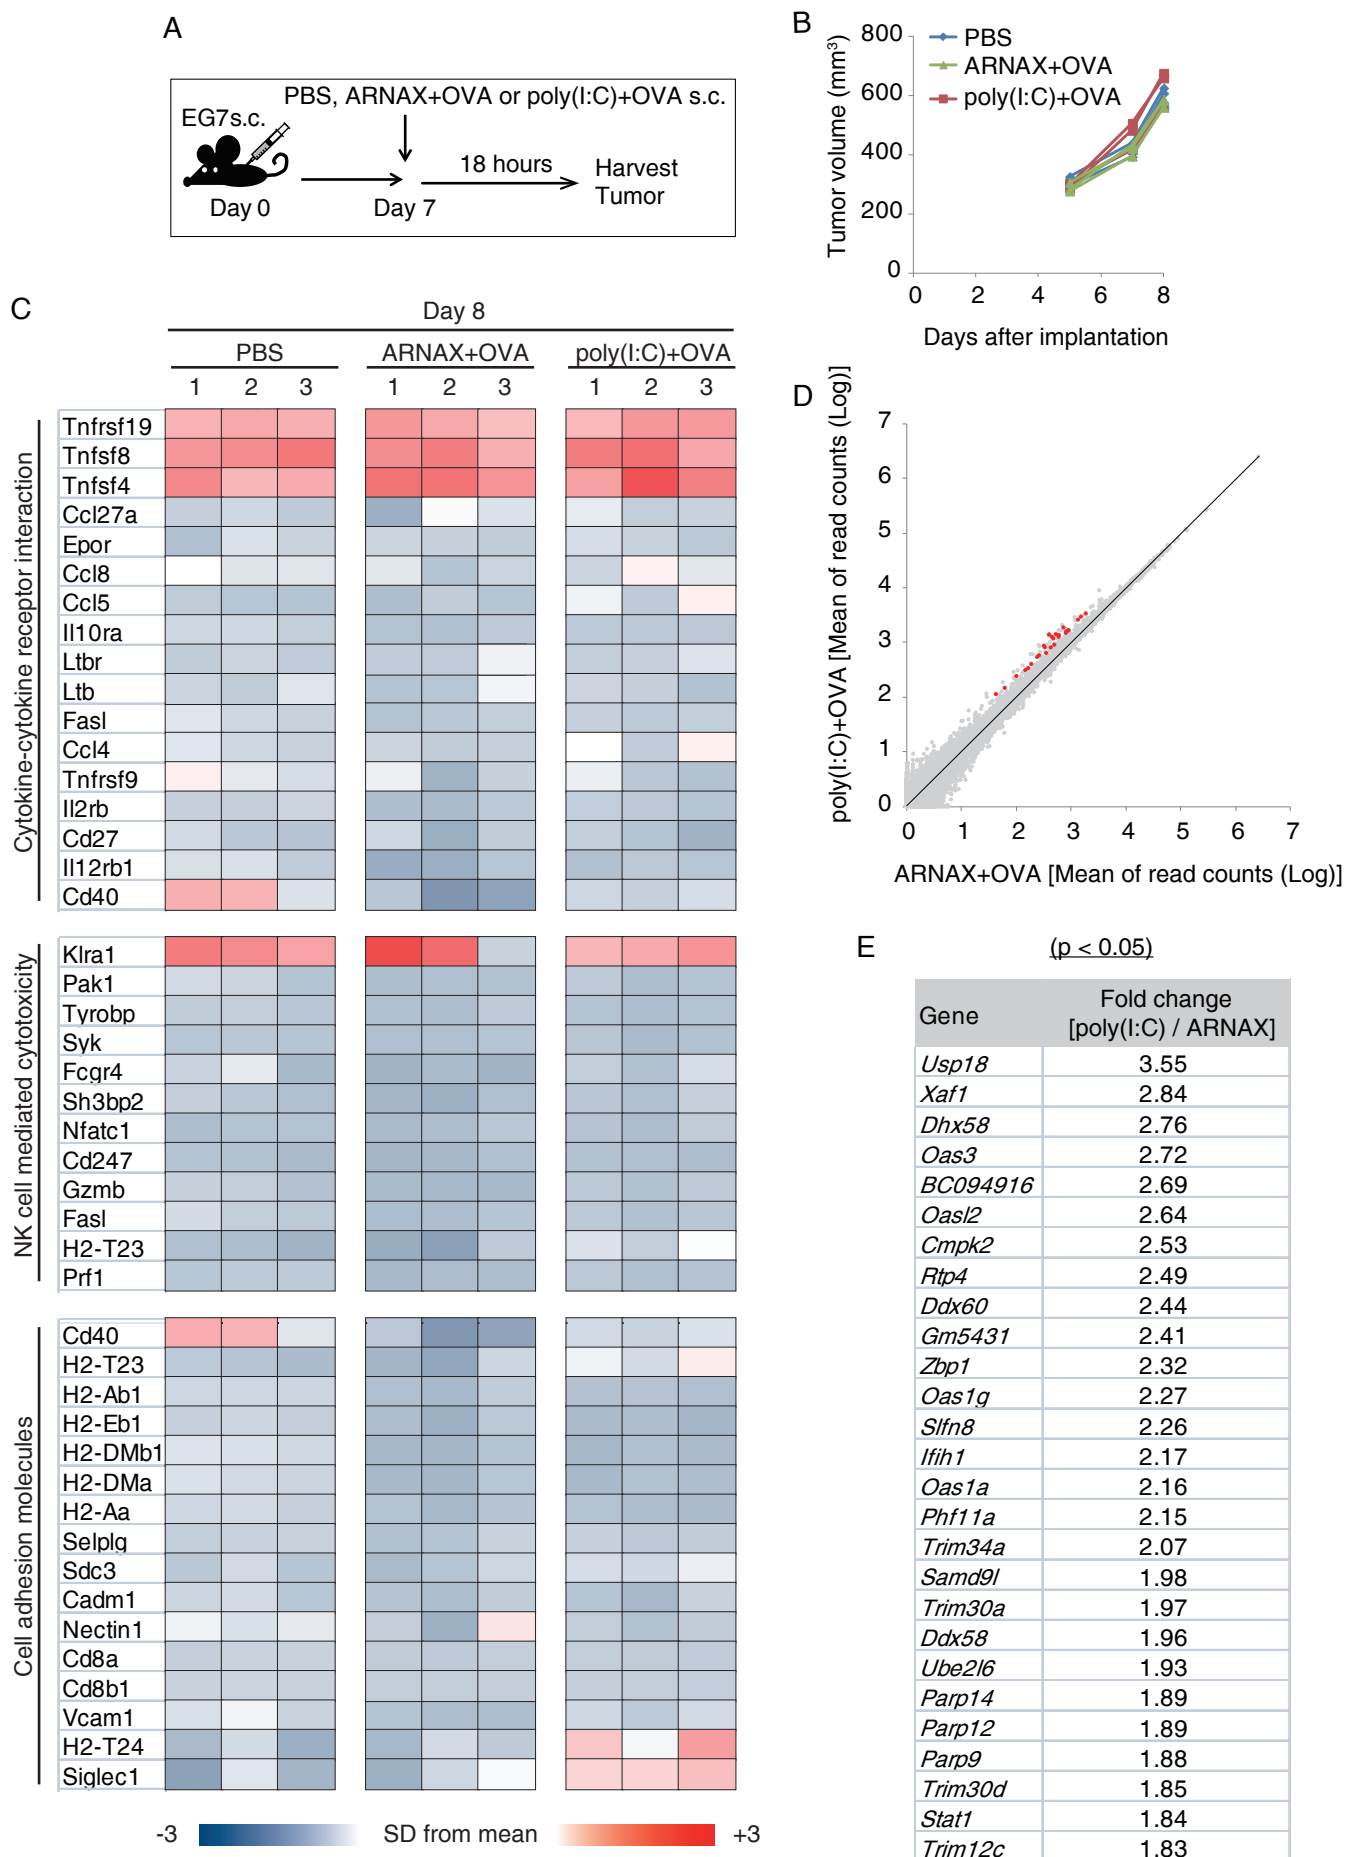 A
PBS, ARNAX+OVA or poly(I:C)+OVA s.c.
EG7s.c.
18 hours
Harvest
Tumor
Day 0
Day 7
B
Tumor volume (mm³)
800
600
400
200
0
0 2 4 6 8
Days after implantation
PBS
ARNAX+OVA
poly(I:C)+OVA
C
Day 8
PBS ARNAX+OVA poly(I:C)+OVA
1 2 3 1 2 3 1 2 3
Cytokine-cytokine receptor interaction
Tnfrsf19
Tnfsf8
Tnfsf4
Ccl27a
Epor
Ccl8
Ccl5
Il10ra
Ltbr
Ltb
Fasl
Ccl4
Tnfrsf9
Il2rb
Cd27
Il12rb1
Cd40
NK cell mediated cytotoxicity
Klra1
Pak1
Tyrobp
Syk
Fcgr4
Sh3bp2
Nfatc1
Cd247
Gzmb
Fasl
H2-T23
Prf1
Cell adhesion molecules
Cd40
H2-T23
H2-Ab1
H2-Eb1
H2-DMb1
H2-DMa
H2-Aa
Selplg
Sdc3
Cadm1
Nectin1
Cd8a
Cd8b1
Vcam1
H2-T24
Siglec1
-3 SD from mean +3
D
poly(I:C)+OVA [Mean of read counts (Log)]
7
6
5
4
3
2
1
0
0 1 2 3 4 5 6 7
ARNAX+OVA [Mean of read counts (Log)]
E
(p < 0.05)
Gene Fold change
[poly(I:C) / ARNAX]
Usp18 3.55
Xaf1 2.84
Dhx58 2.76
Oas3 2.72
BC094916 2.69
Oasl2 2.64
Cmpk2 2.53
Rtp4 2.49
Ddx60 2.44
Gm5431 2.41
Zbp1 2.32
Oas1g 2.27
Slfn8 2.26
Ifih1 2.17
Oas1a 2.16
Phf11a 2.15
Trim34a 2.07
Samd9l 1.98
Trim30a 1.97
Ddx58 1.96
Ube2l6 1.93
Parp14 1.89
Parp12 1.89
Parp9 1.88
Trim30d 1.85
Stat1 1.84
Trim12c 1.83